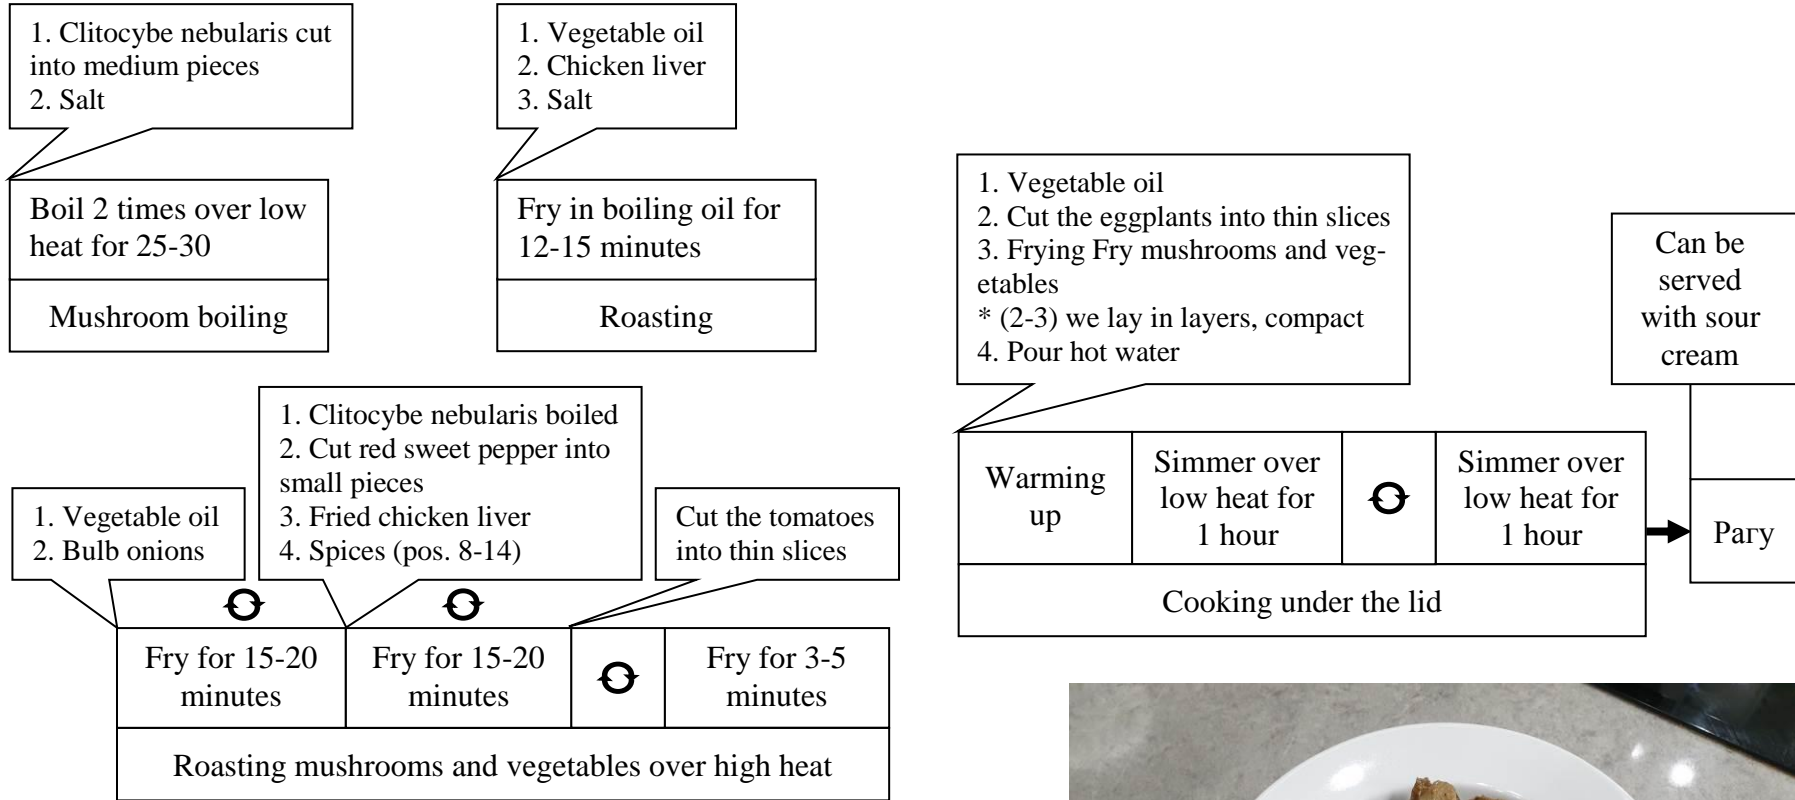 1. Clitocybe nebularis cut
into medium pieces
2. Salt
Boil 2 times over low
heat for 25-30
Mushroom boiling
1. Vegetable oil
2. Chicken liver
3. Salt
Fry in boiling oil for
12-15 minutes
Roasting
1. Vegetable oil
2. Bulb onions
1. Clitocybe nebularis boiled
2. Cut red sweet pepper into
small pieces
3. Fried chicken liver
4. Spices (pos. 8-14)
Cut the tomatoes
into thin slices
Fry for 15-20
minutes
Fry for 15-20
minutes
Fry for 3-5
minutes
Roasting mushrooms and vegetables over high heat
1. Vegetable oil
2. Cut the eggplants into thin slices
3. Frying Fry mushrooms and veg-
etables
* (2-3) we lay in layers, compact
4. Pour hot water
Warming
up
Simmer over
low heat for
1 hour
Simmer over
low heat for
1 hour
Cooking under the lid
Can be
served
with sour
cream
Рагу